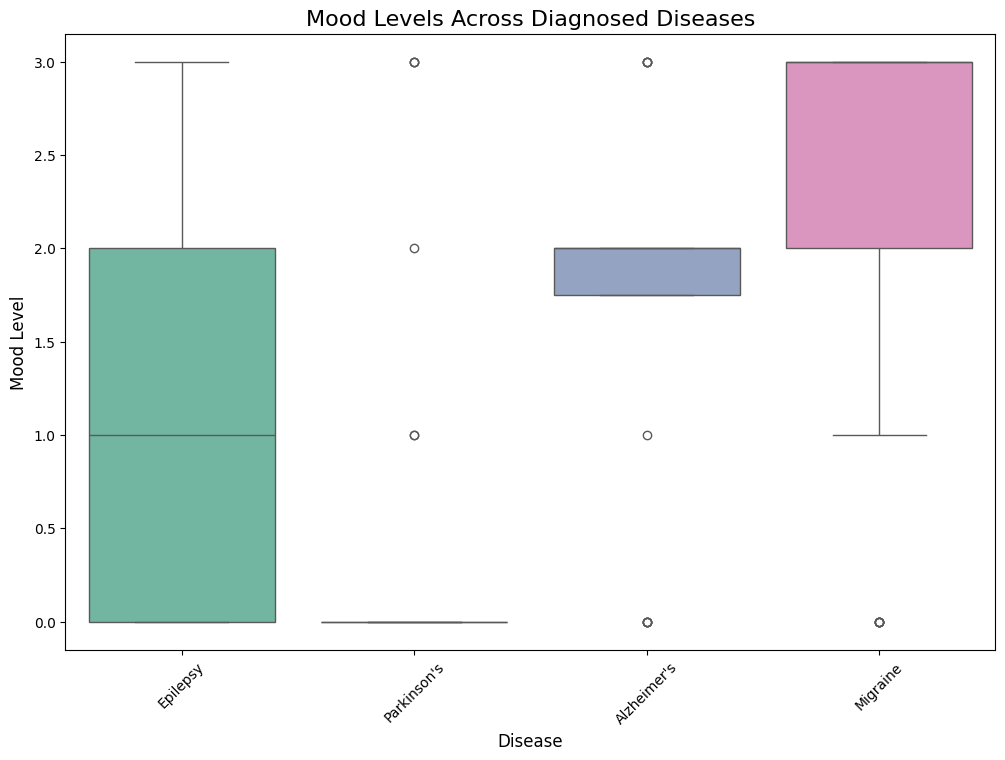 Mood Levels Across Diagnosed Diseases
3.0
2.5
2.0
1.5
1.0
0.5
0.0
Mood Level
Epilepsy
Parkinson's
Alzheimer's
Migraine
Disease